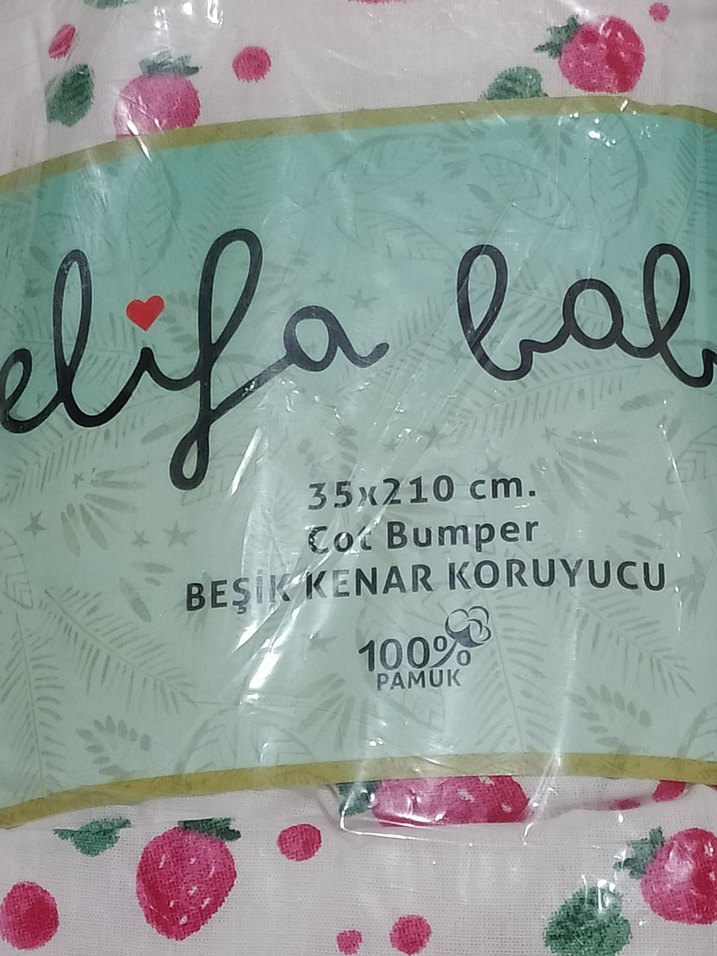 elifa bab
35x210 cm.
Cot Bumper
BEŞİK KENAR KORUYUCU
100%
PAMUK